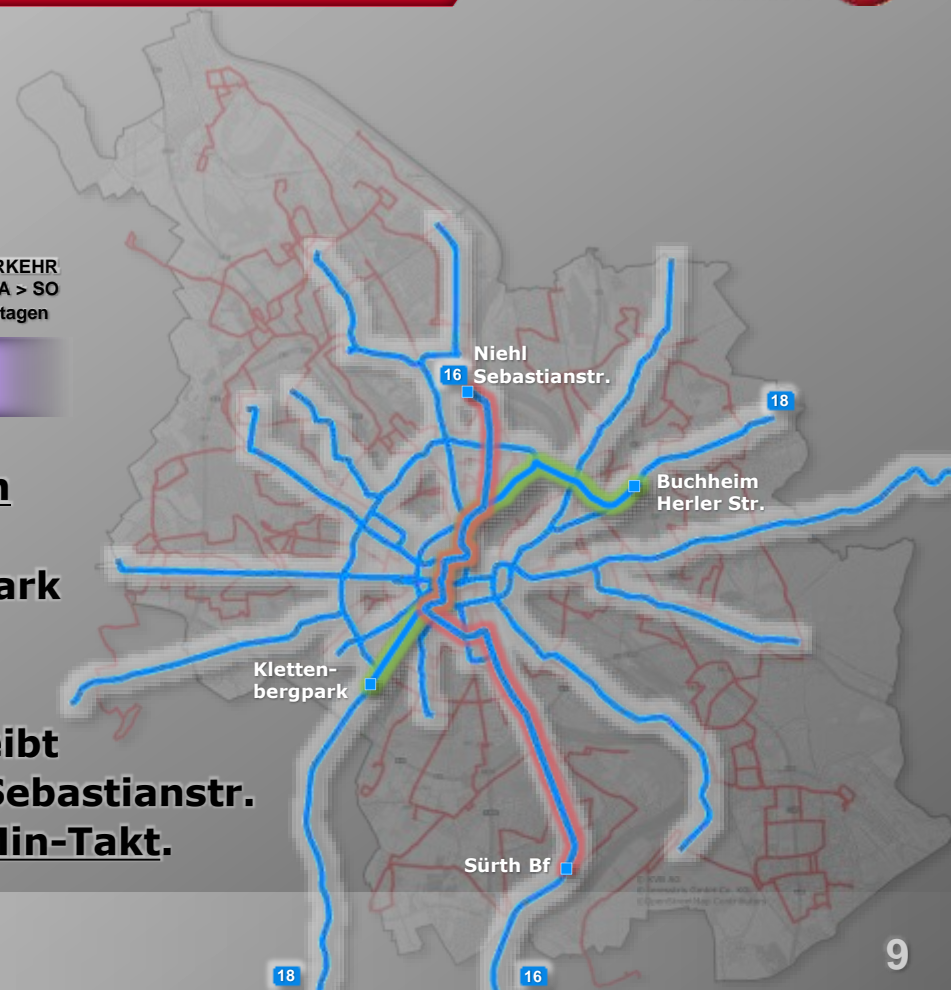 RKEHR
A > SO
tagen
n
ark
eibt
Sebastianstr.
Min-Takt.
16
Niehl
Sebastianstr.
18
Buchheim
Herler Str.
Kletten-
bergpark
Sürth Bf
18
16
9